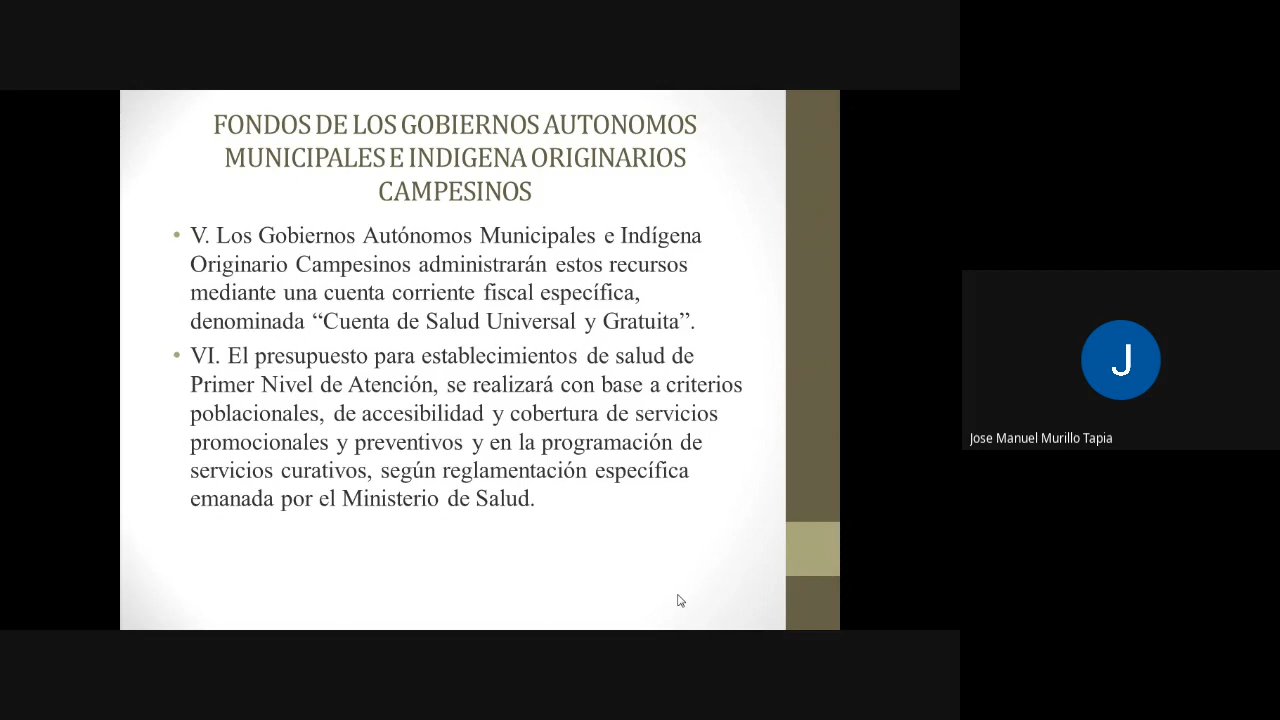 FONDOS DE LOS GOBIERNOS AUTONOMOS
MUNICIPALES E INDIGENA ORIGINARIOS
CAMPESINOS
• V. Los Gobiernos Autónomos Municipales e Indígena
Originario Campesinos administrarán estos recursos
mediante una cuenta corriente fiscal específica,
denominada “Cuenta de Salud Universal y Gratuita”.
• VI. El presupuesto para establecimientos de salud de
Primer Nivel de Atención, se realizará con base a criterios
poblacionales, de accesibilidad y cobertura de servicios
promocionales y preventivos y en la programación de
servicios curativos, según reglamentación específica
emanada por el Ministerio de Salud.
J
Jose Manuel Murillo Tapia